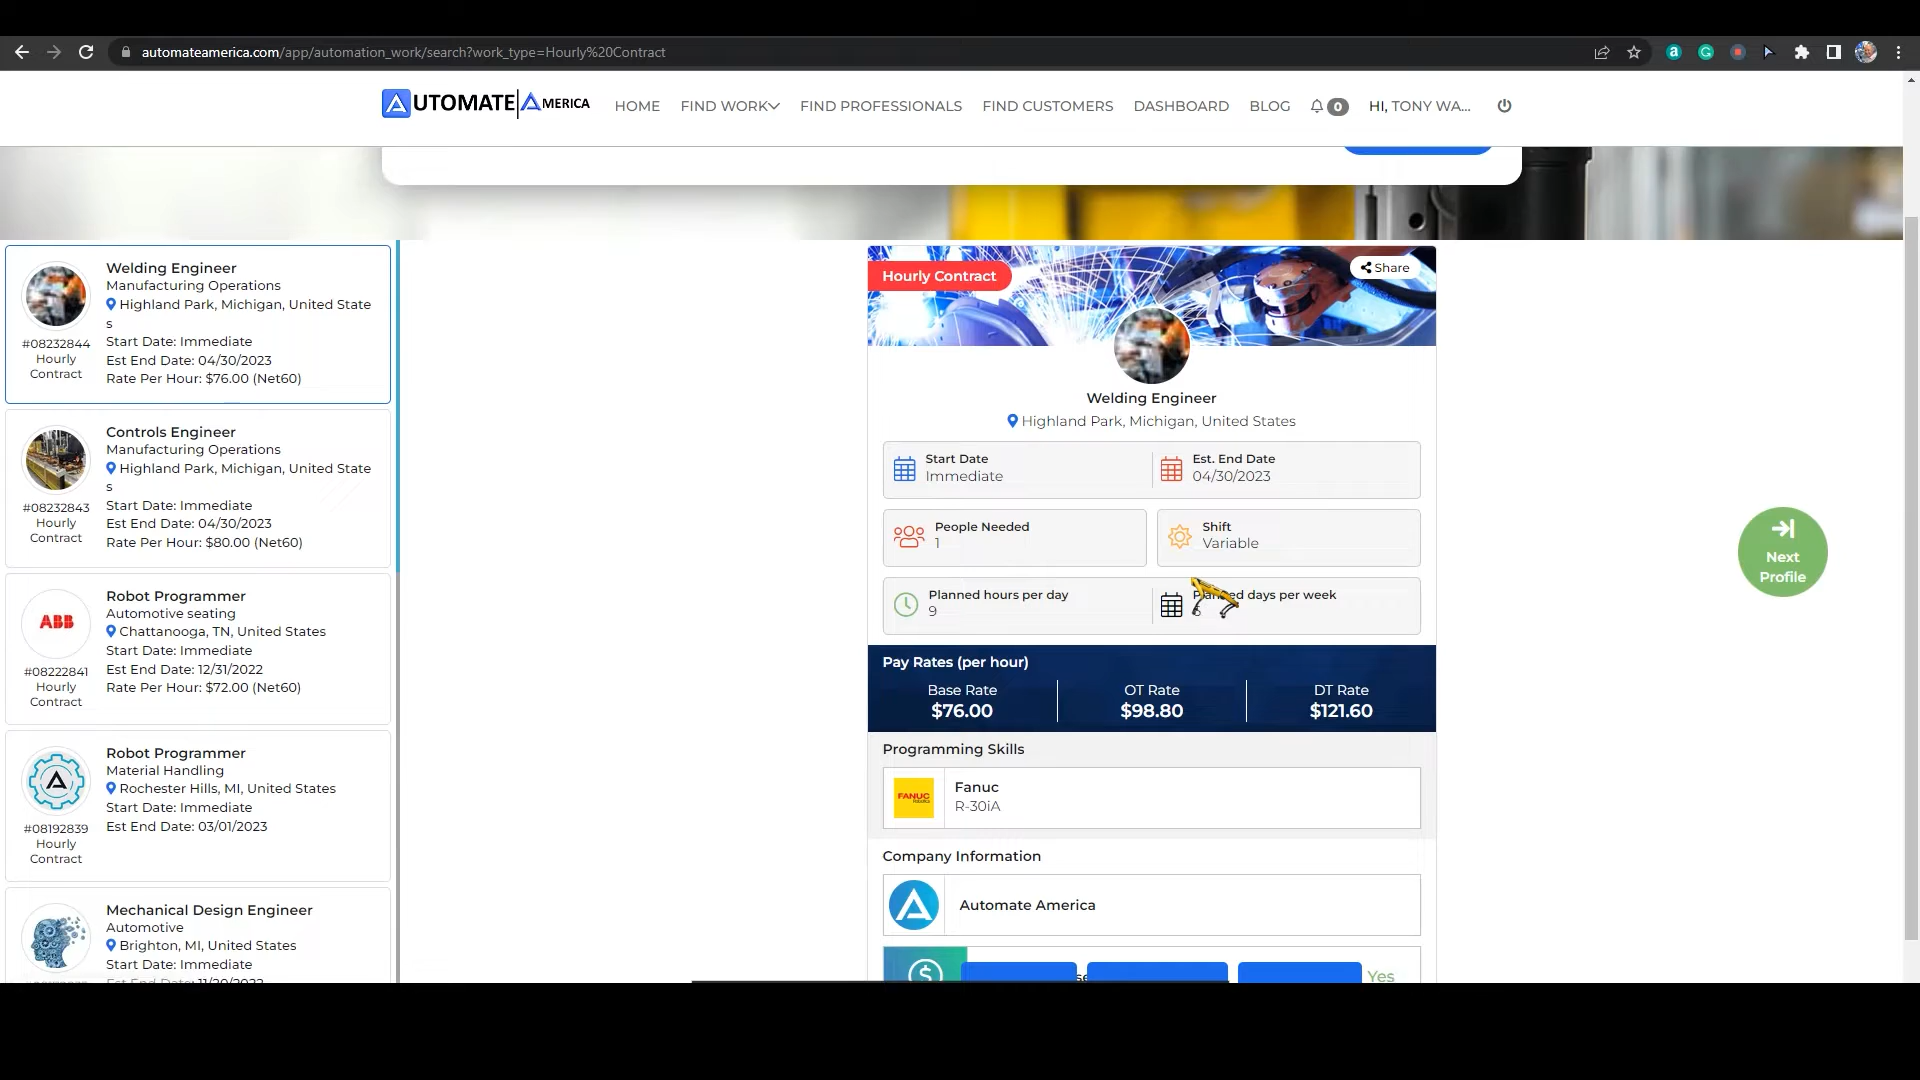 automateamerica.com/app/automation_work/search?work_type=Hourly%20Contract
AUTOMATE AMERICA
HOME
FIND WORK
FIND PROFESSIONALS
FIND CUSTOMERS
DASHBOARD
BLOG
0
HI, TONY WA...
Welding Engineer
Manufacturing Operations
Highland Park, Michigan, United State
s
Start Date: Immediate
Est End Date: 04/30/2023
Rate Per Hour: $76.00 (Net60)
#08232844
Hourly
Contract
Controls Engineer
Manufacturing Operations
Highland Park, Michigan, United State
s
Start Date: Immediate
Est End Date: 04/30/2023
Rate Per Hour: $80.00 (Net60)
#08232843
Hourly
Contract
ABB
Robot Programmer
Automotive seating
Chattanooga, TN, United States
Start Date: Immediate
Est End Date: 12/31/2022
Rate Per Hour: $72.00 (Net60)
#08222841
Hourly
Contract
Robot Programmer
Material Handling
Rochester Hills, MI, United States
Start Date: Immediate
Est End Date: 03/01/2023
#08192839
Hourly
Contract
Mechanical Design Engineer
Automotive
Brighton, MI, United States
Start Date: Immediate
Hourly Contract
Share
Welding Engineer
Highland Park, Michigan, United States
Start Date
Immediate
Est. End Date
04/30/2023
People Needed
1
Shift
Variable
Planned hours per day
9
Planned days per week
Pay Rates (per hour)
Base Rate
$76.00
OT Rate
$98.80
DT Rate
$121.60
Programming Skills
FANUC
Fanuc
R-30iA
Company Information
Automate America
Yes
Next
Profile